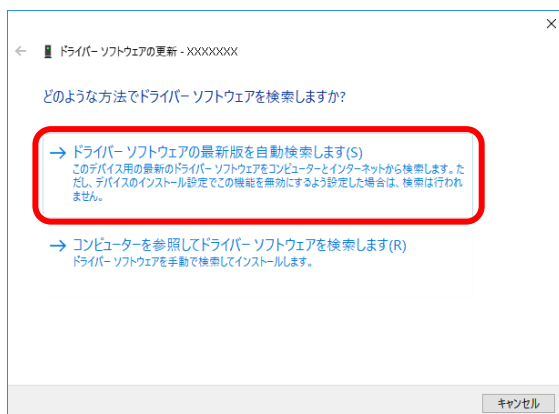 ドライバー ソフトウェアの更新 - XXXXXXX
どのような方法でドライバー ソフトウェアを検索しますか?
→ ドライバー ソフトウェアの最新版を自動検索します(S)
このデバイス用の最新のドライバー ソフトウェアをコンピューターとインターネットから検索します。た
だし、デバイスのインストール設定でこの機能を無効にするよう設定した場合は、検索は行われ
ません。
→ コンピューターを参照してドライバー ソフトウェアを検索します(R)
ドライバー ソフトウェアを手動で検索してインストールします。
キャンセル